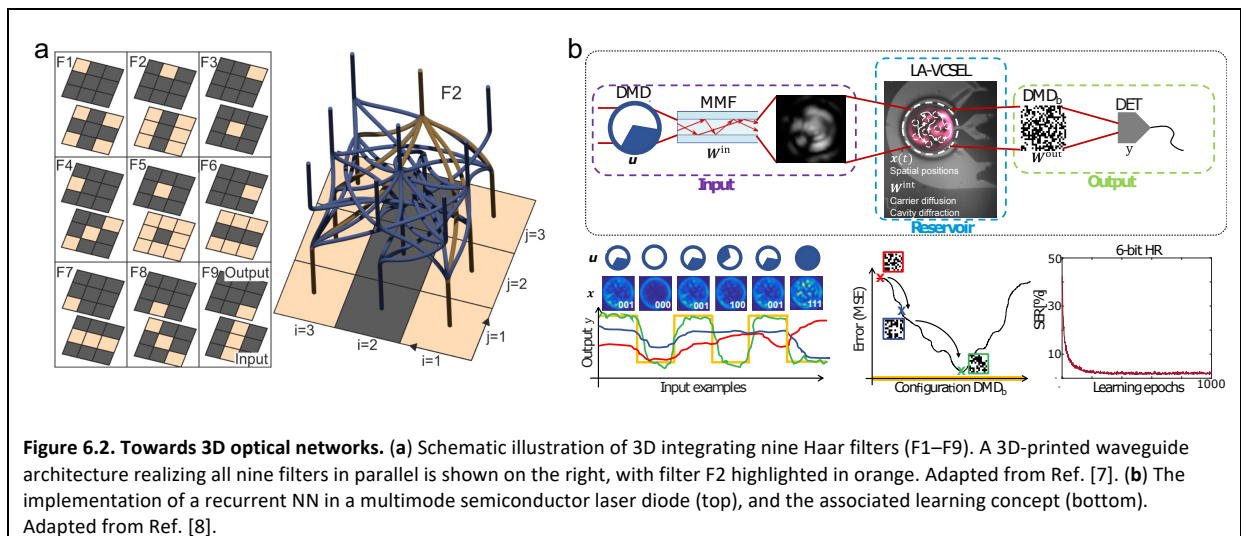 a
F1
F2
F3
F4
F5
F6
F7
F8
F9
Output
Input
F2
i=3
i=2
i=1
j=1
j=2
j=3
b
DMD
u
MMF
Wⁱⁿ
Input
LA-VCSEL
x(t)
Spatial positions
Wⁱⁿᵗ
Carrier diffusion
Cavity diffraction
Reservoir
DMD_b
W^out
DET
y
Output
u
x
001
000
001
100
001
111
Output y
Input examples
Error (MSE)
Configuration DMD_b
6-bit HR
SER[%]
50
30
10
Learning epochs
1000
Figure 6.2. Towards 3D optical networks. (a) Schematic illustration of 3D integrating nine Haar filters (F1–F9). A 3D-printed waveguide
architecture realizing all nine filters in parallel is shown on the right, with filter F2 highlighted in orange. Adapted from Ref. [7]. (b) The
implementation of a recurrent NN in a multimode semiconductor laser diode (top), and the associated learning concept (bottom).
Adapted from Ref. [8].